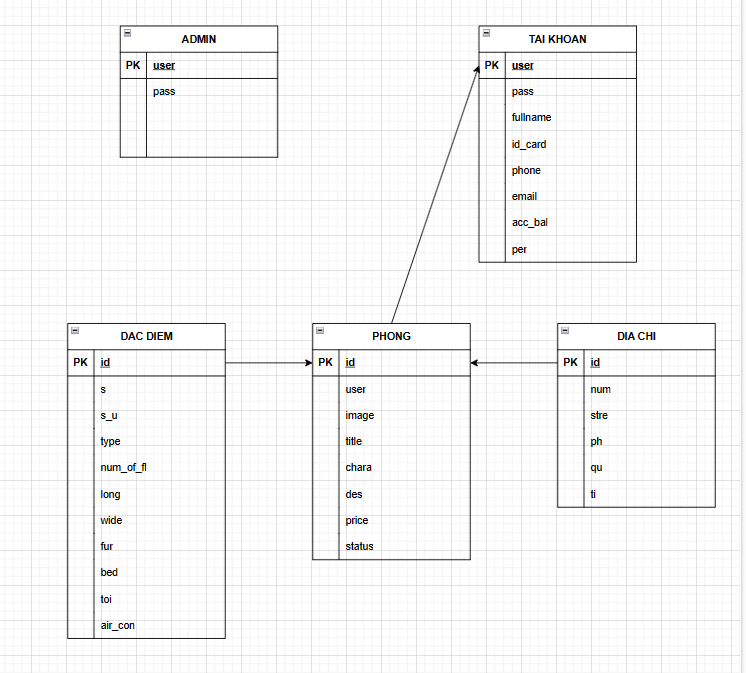 ADMIN
PK user
pass
TAI KHOAN
PK user
pass
fullname
id_card
phone
email
acc_bal
per
DAC DIEM
PK id
s
s_u
type
num_of_fl
long
wide
fur
bed
toi
air_con
PHONG
PK id
user
image
title
chara
des
price
status
DIA CHI
PK id
num
stre
ph
qu
ti